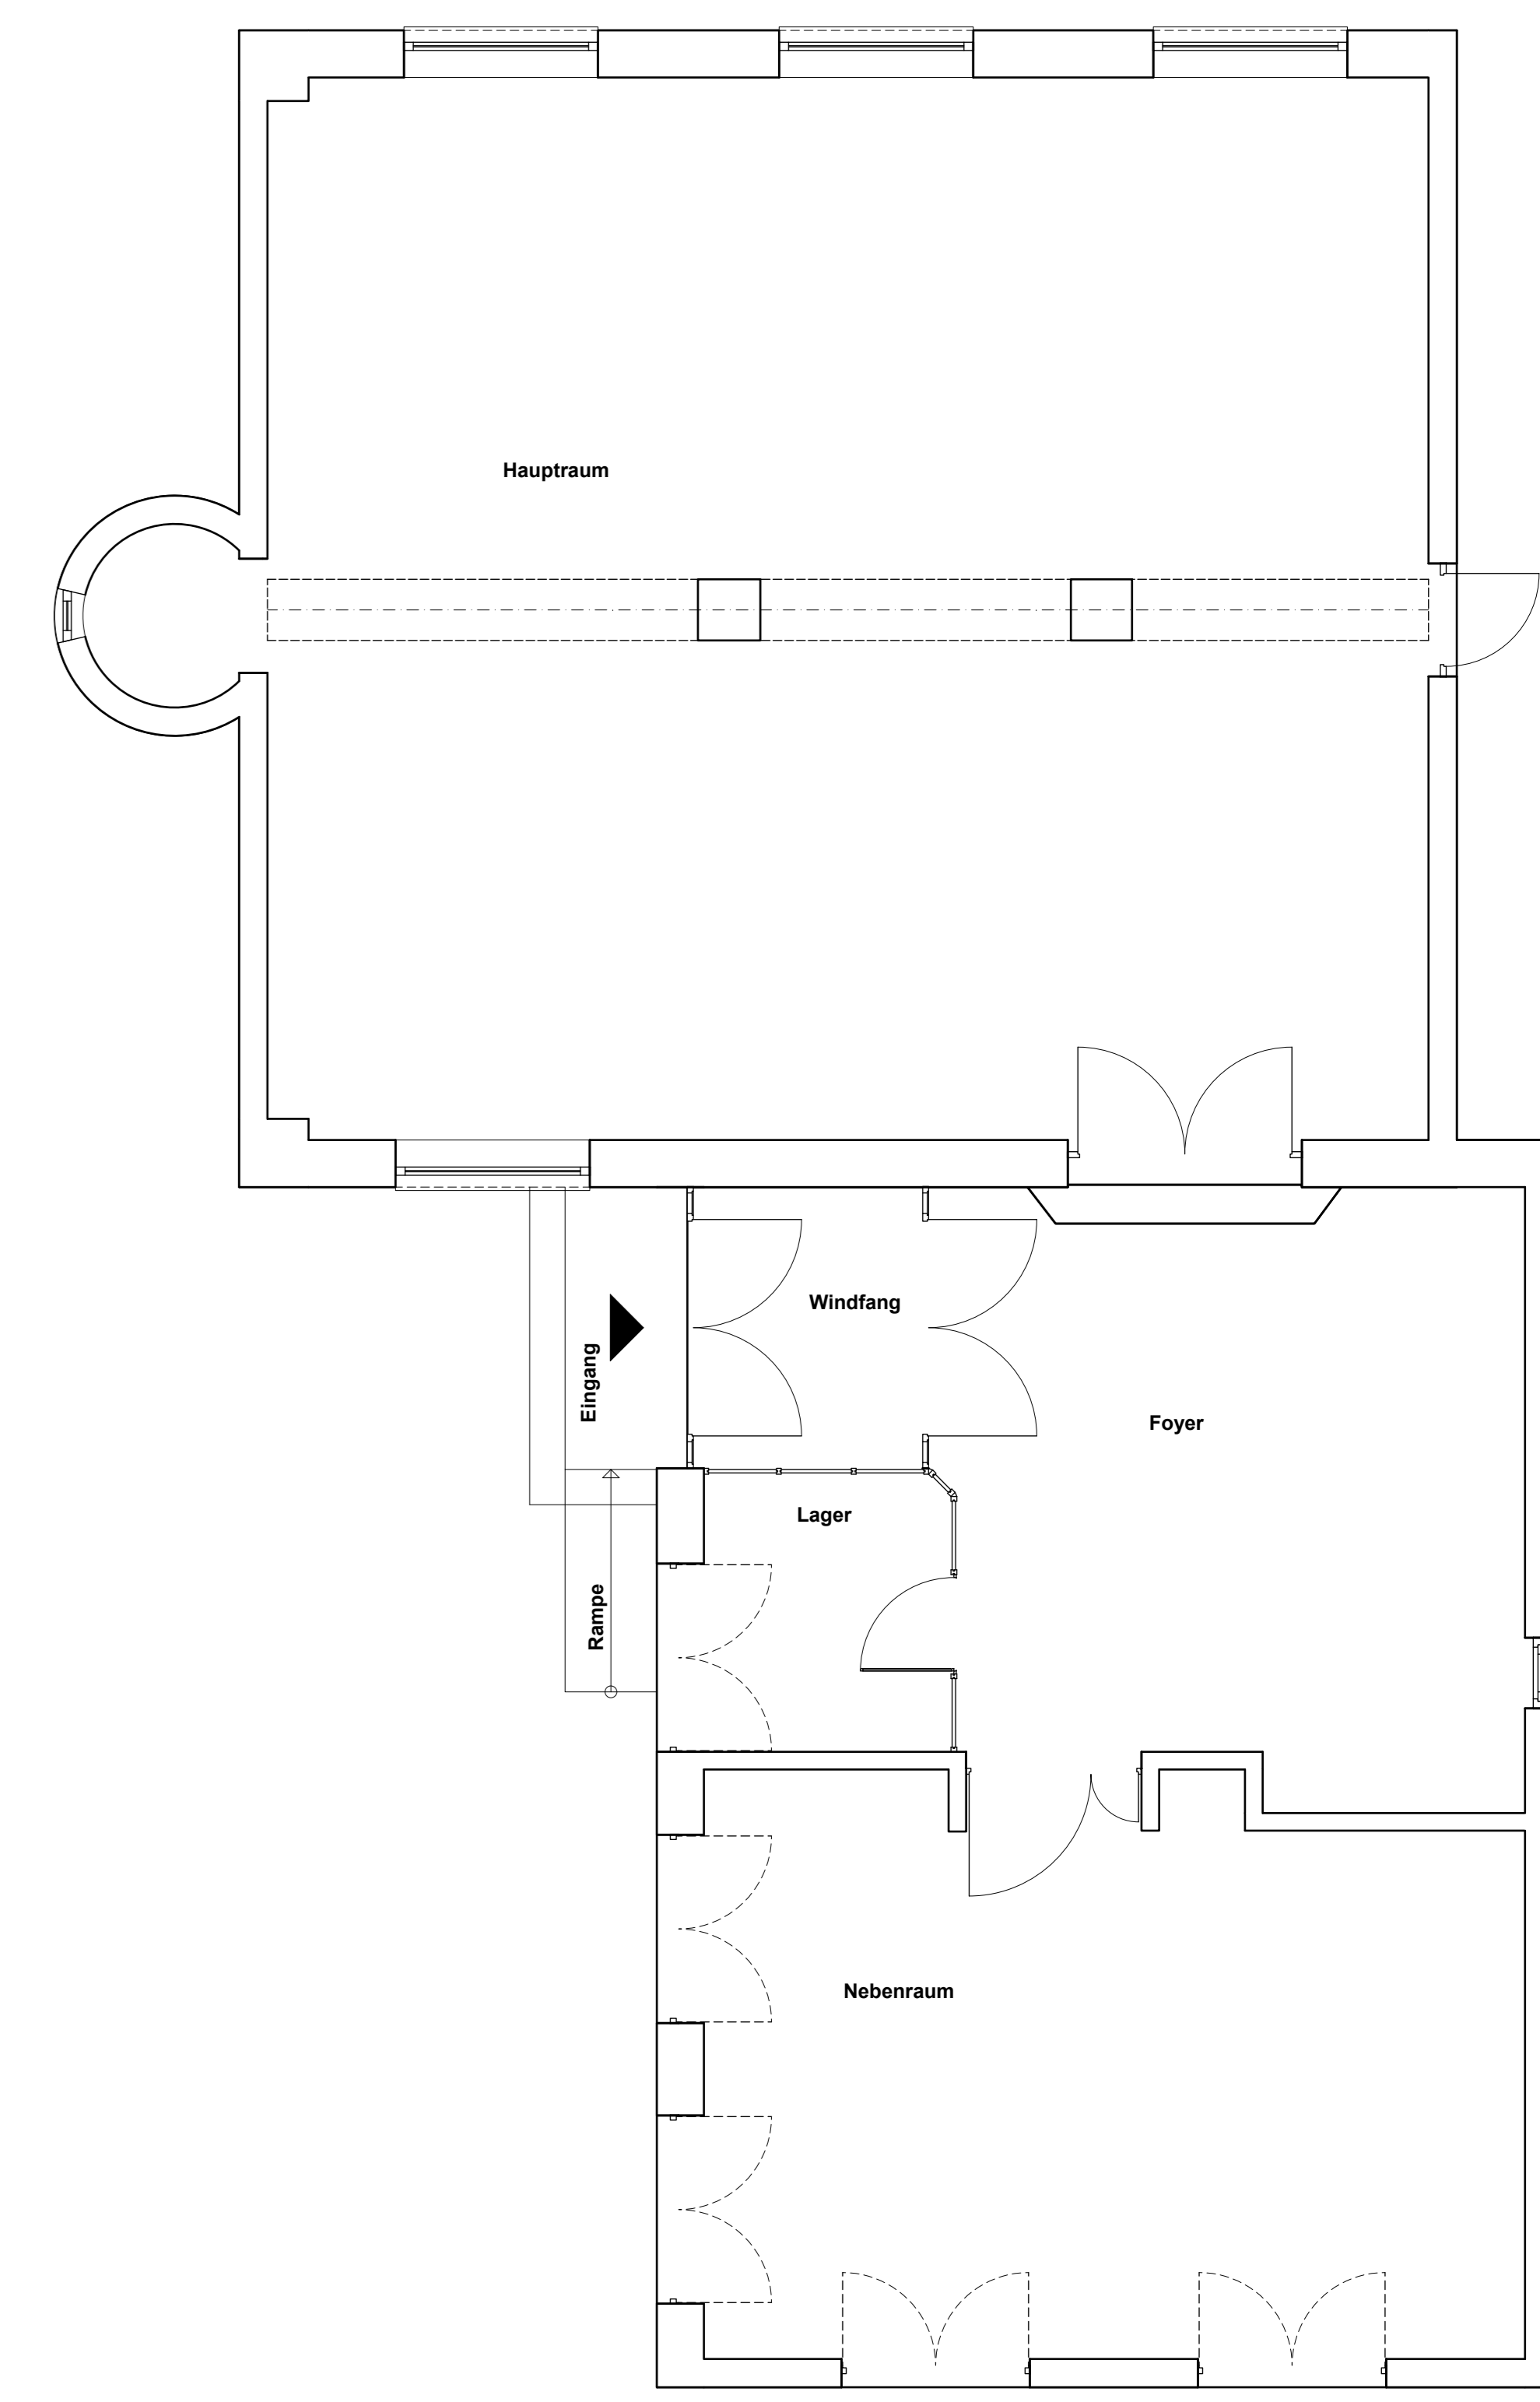 Hauptraum
Windfang
Eingang
Foyer
Lager
Rampe
Nebenraum